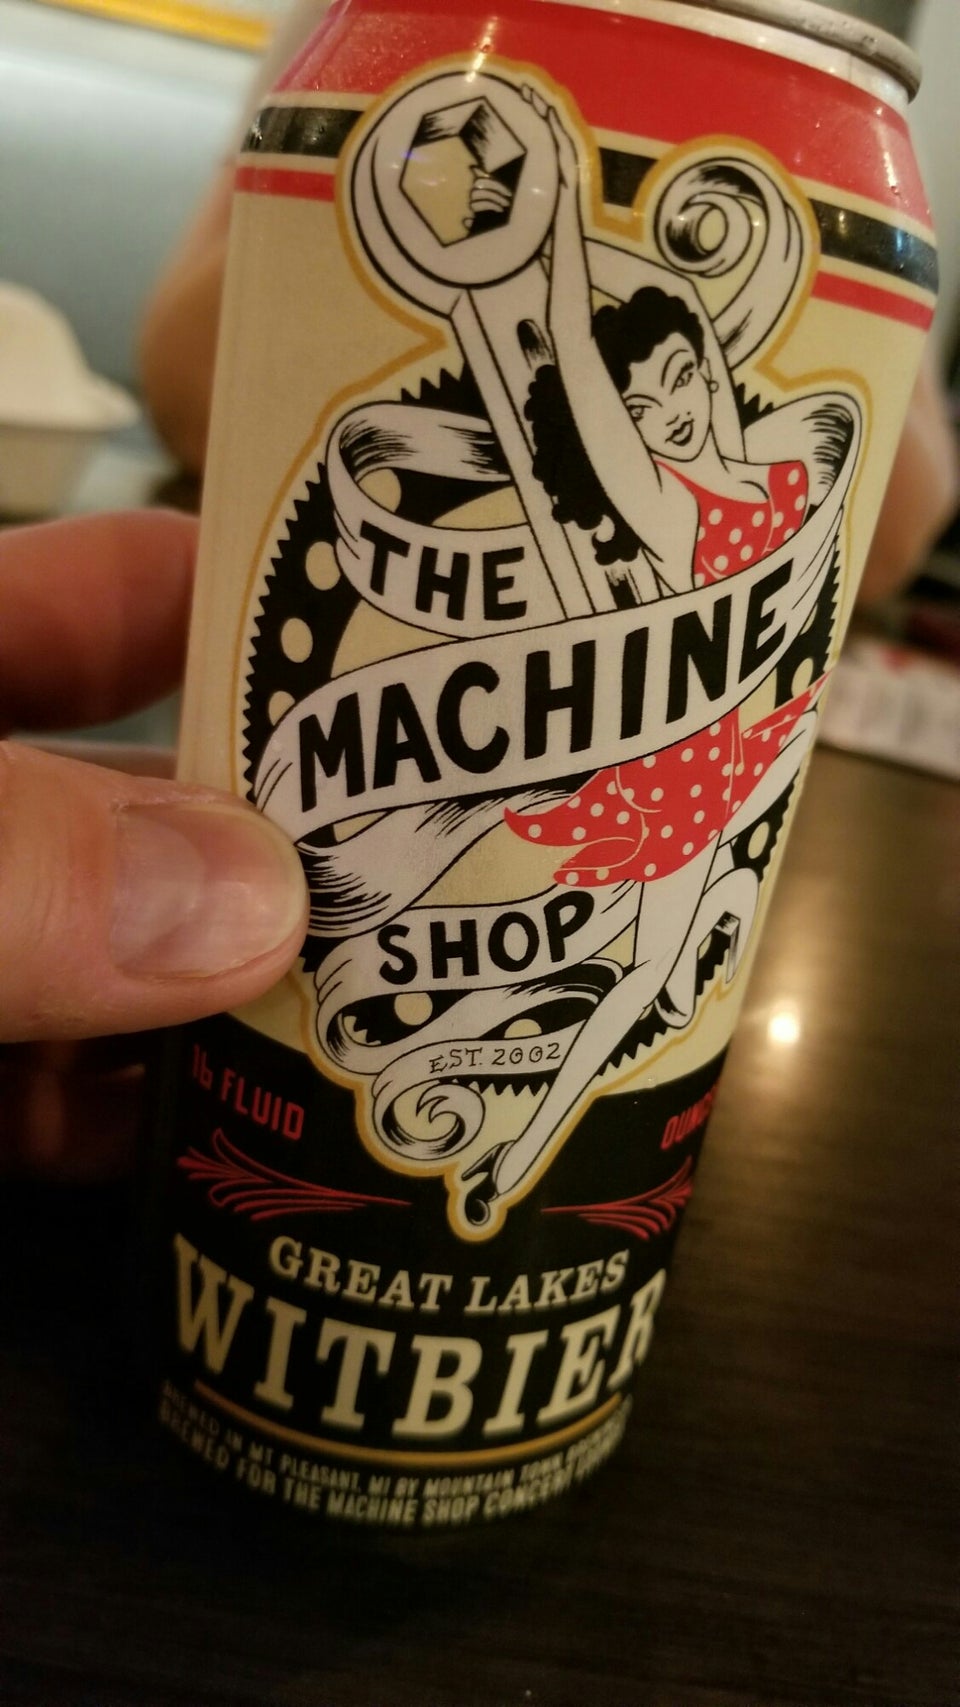 THE
MACHINE
SHOP
EST. 2002
16 FLUID
GREAT LAKES
WITBIER
BREWED IN MT PLEASANT, MI BY MOUNTAIN TOWN
BREWED FOR THE MACHINE SHOP CONCERT